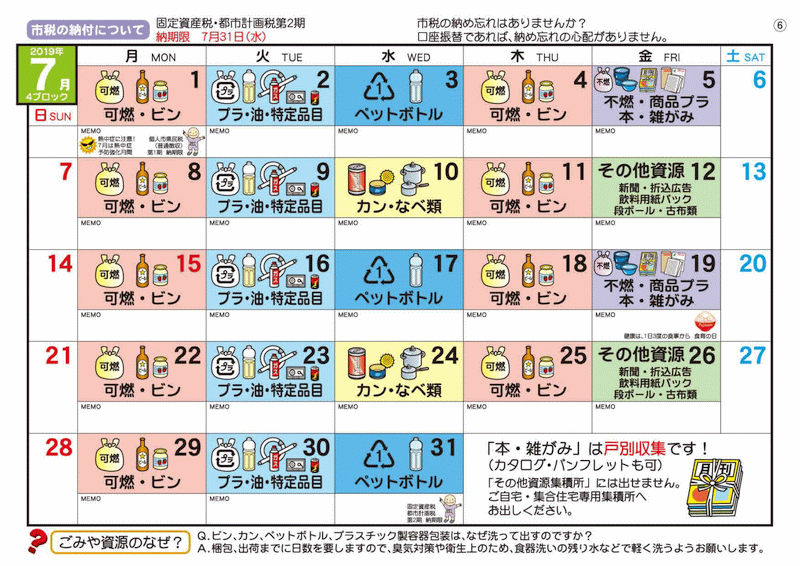 市税の納付について
固定資産税・都市計画税第2期
納期限 7月31日(水)
市税の納め忘れはありませんか？
口座振替であれば、納め忘れの心配がありません。
⑥
2019年
7月
4ブロック
日 SUN
月 MON
火 TUE
水 WED
木 THU
金 FRI
土 SAT
1
可燃
可燃・ビン
2
プラ
プラ・油・特定品目
3
1
ペットボトル
4
可燃
可燃・ビン
5
不燃
不燃・商品プラ
本・雑がみ
6
MEMO
熱中症に注意！
7月は熱中症
予防強化月間
個人市県民税
(普通徴収)
第1期 納期限
MEMO
MEMO
MEMO
MEMO
7
8
可燃
可燃・ビン
9
プラ
プラ・油・特定品目
10
カン・なべ類
11
可燃
可燃・ビン
その他資源 12
新聞・折込広告
飲料用紙パック
段ボール・古布類
13
MEMO
MEMO
MEMO
MEMO
MEMO
14
15
可燃
可燃・ビン
16
プラ
プラ・油・特定品目
17
1
ペットボトル
18
可燃
可燃・ビン
19
不燃
不燃・商品プラ
本・雑がみ
20
MEMO
MEMO
MEMO
MEMO
MEMO
健康は、1日3度の食事から 食育の日
21
22
可燃
可燃・ビン
23
プラ
プラ・油・特定品目
24
カン・なべ類
25
可燃
可燃・ビン
その他資源 26
新聞・折込広告
飲料用紙パック
段ボール・古布類
27
MEMO
MEMO
MEMO
MEMO
MEMO
28
29
可燃
可燃・ビン
30
プラ
プラ・油・特定品目
31
1
ペットボトル
MEMO
MEMO
MEMO
固定資産税
都市計画税
第2期 納期限
「本・雑がみ」は戸別収集です！
(カタログ・パンフレットも可)
「その他資源集積所」には出せません。
ご自宅・集合住宅専用集積所へ
お出しください。
月刊
ごみや資源のなぜ？
Q.ビン、カン、ペットボトル、プラスチック製容器包装は、なぜ洗って出すのですか？
A.梱包、出荷までに日数を要しますので、臭気対策や衛生上のため、食器洗いの残り水などで軽く洗うようお願いします。